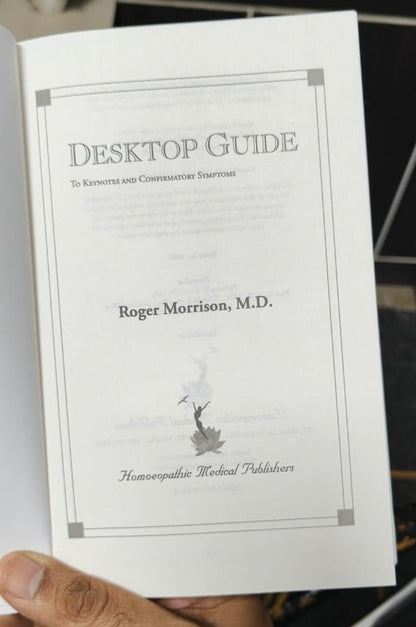 DESKTOP GUIDE
TO KEYNOTES AND CONFIRMATORY SYMPTOMS
Roger Morrison, M.D.
Homoeopathic Medical Publishers